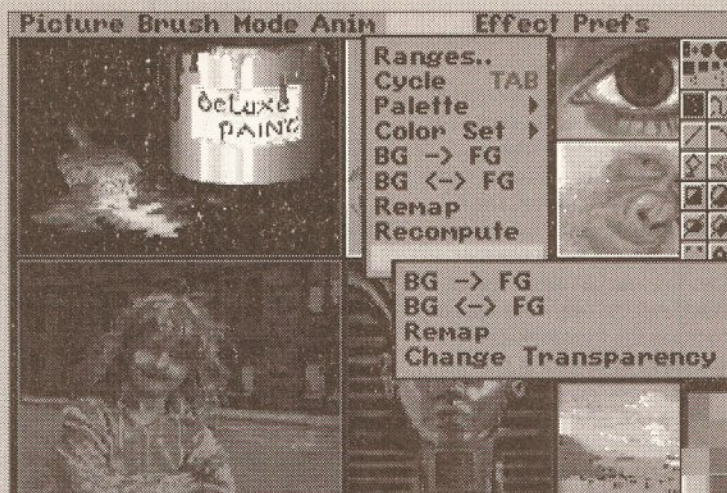 Picture Brush Mode Anim Effect Prefs
Ranges..
Cycle TAB
Palette
Color Set
BG -> FG
BG <-> FG
Remap
Recompute
deLuxe
PAINT
BG -> FG
BG <-> FG
Remap
Change Transparency